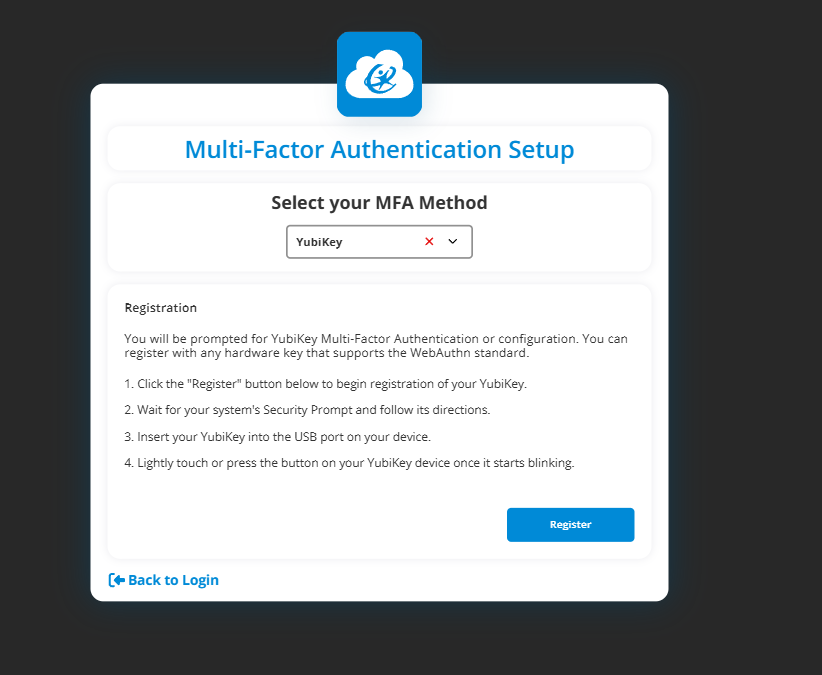 Multi-Factor Authentication Setup
Select your MFA Method
YubiKey
Registration
You will be prompted for YubiKey Multi-Factor Authentication or configuration. You can
register with any hardware key that supports the WebAuthn standard.
1. Click the "Register" button below to begin registration of your YubiKey.
2. Wait for your system's Security Prompt and follow its directions.
3. Insert your YubiKey into the USB port on your device.
4. Lightly touch or press the button on your YubiKey device once it starts blinking.
Register
Back to Login